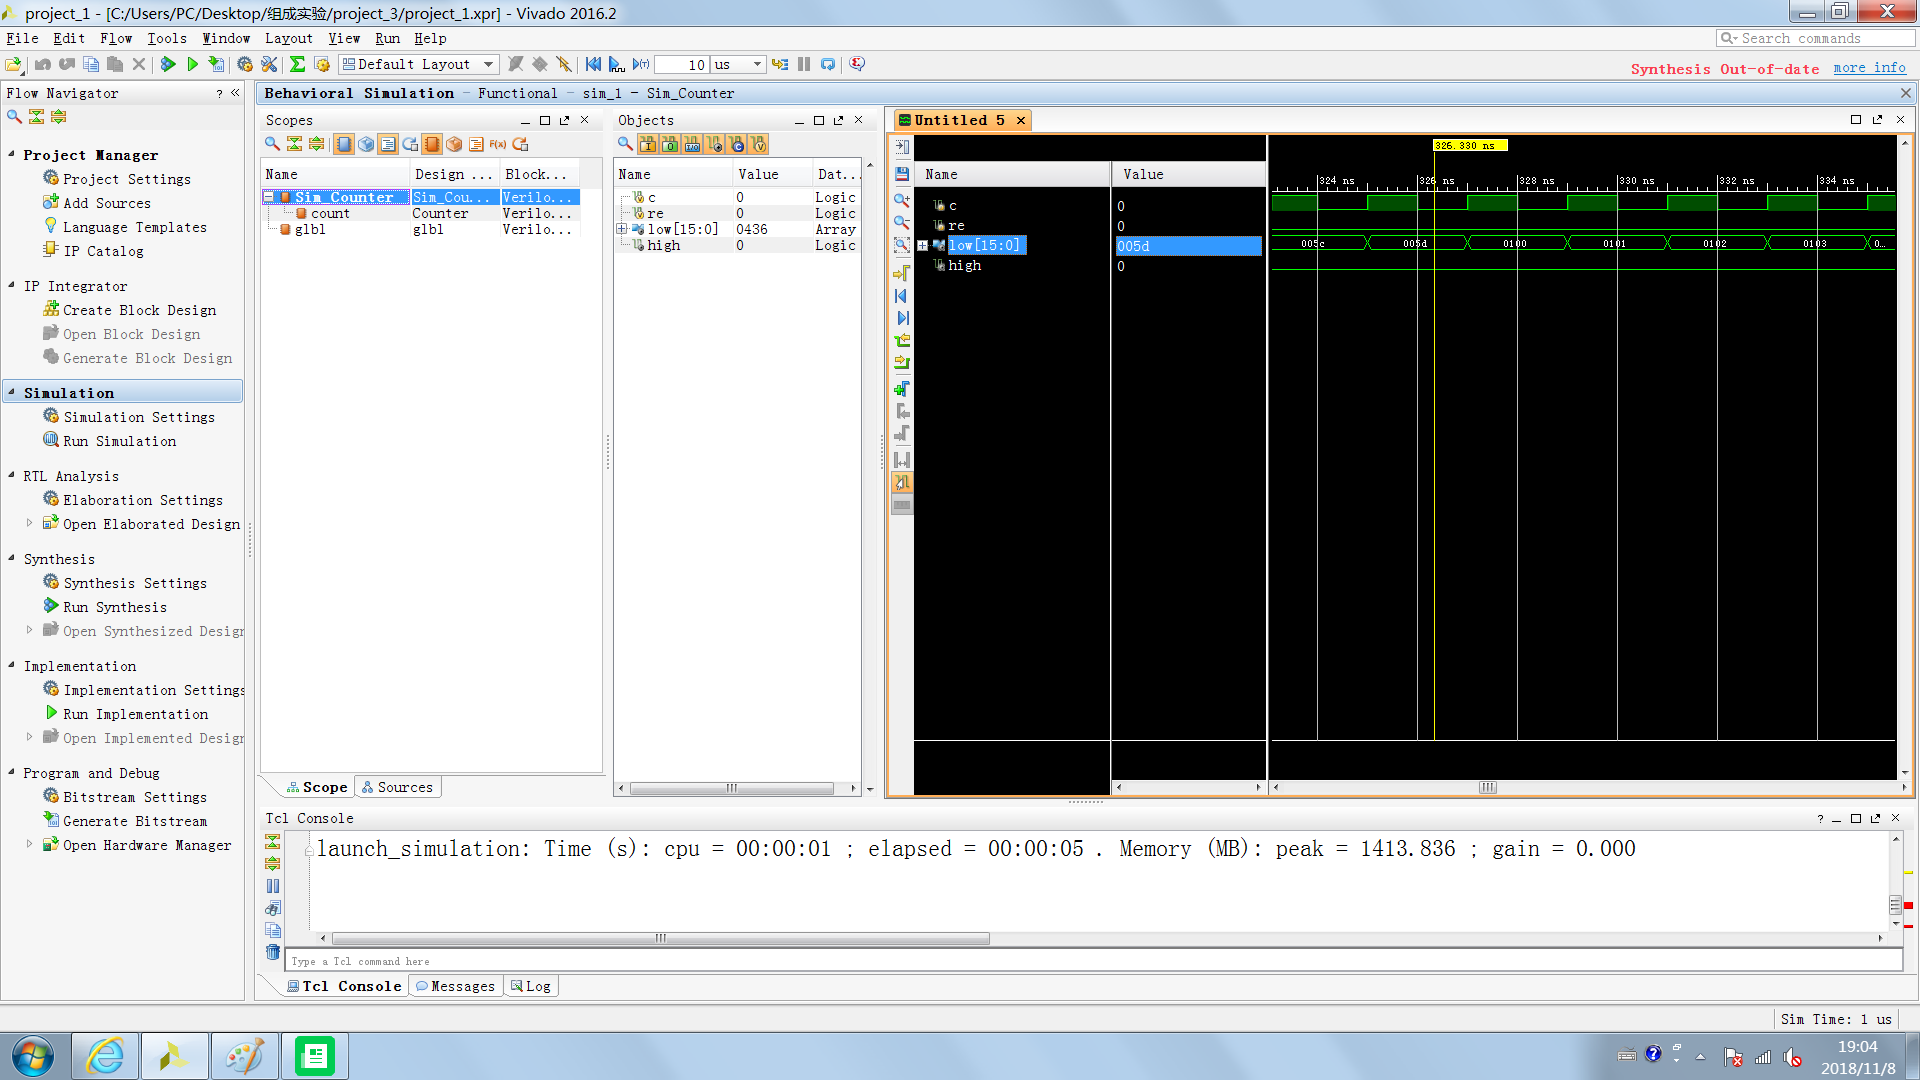 project_1 - [C:/Users/PC/Desktop/组成实验/project_3/project_1.xpr] - Vivado 2016.2
File Edit Flow Tools Window Layout View Run Help
Search commands
Default Layout
10 us
Synthesis Out-of-date more info
Flow Navigator
Project Manager
Project Settings
Add Sources
Language Templates
IP Catalog
IP Integrator
Create Block Design
Open Block Design
Generate Block Design
Simulation
Simulation Settings
Run Simulation
RTL Analysis
Elaboration Settings
Open Elaborated Design
Synthesis
Synthesis Settings
Run Synthesis
Open Synthesized Design
Implementation
Implementation Settings
Run Implementation
Open Implemented Design
Program and Debug
Bitstream Settings
Generate Bitstream
Open Hardware Manager
Behavioral Simulation - Functional - sim_1 - Sim_Counter
Scopes
Name Design ... Block...
Sim_Counter Sim_Cou... Verilo...
count Counter Verilo...
glbl glbl Verilo...
Scope Sources
Objects
Name Value Dat...
c 0 Logic
re 0 Logic
low[15:0] 0436 Array
high 0 Logic
Untitled 5
Name Value
c 0
re 0
low[15:0] 005d
high 0
326.330 ns
324 ns 326 ns 328 ns 330 ns 332 ns 334 ns
005c 005d 0100 0101 0102 0103 0...
Tcl Console
launch_simulation: Time (s): cpu = 00:00:01 ; elapsed = 00:00:05 . Memory (MB): peak = 1413.836 ; gain = 0.000
Type a Tcl command here
Tcl Console Messages Log
Sim Time: 1 us
19:04
2018/11/8